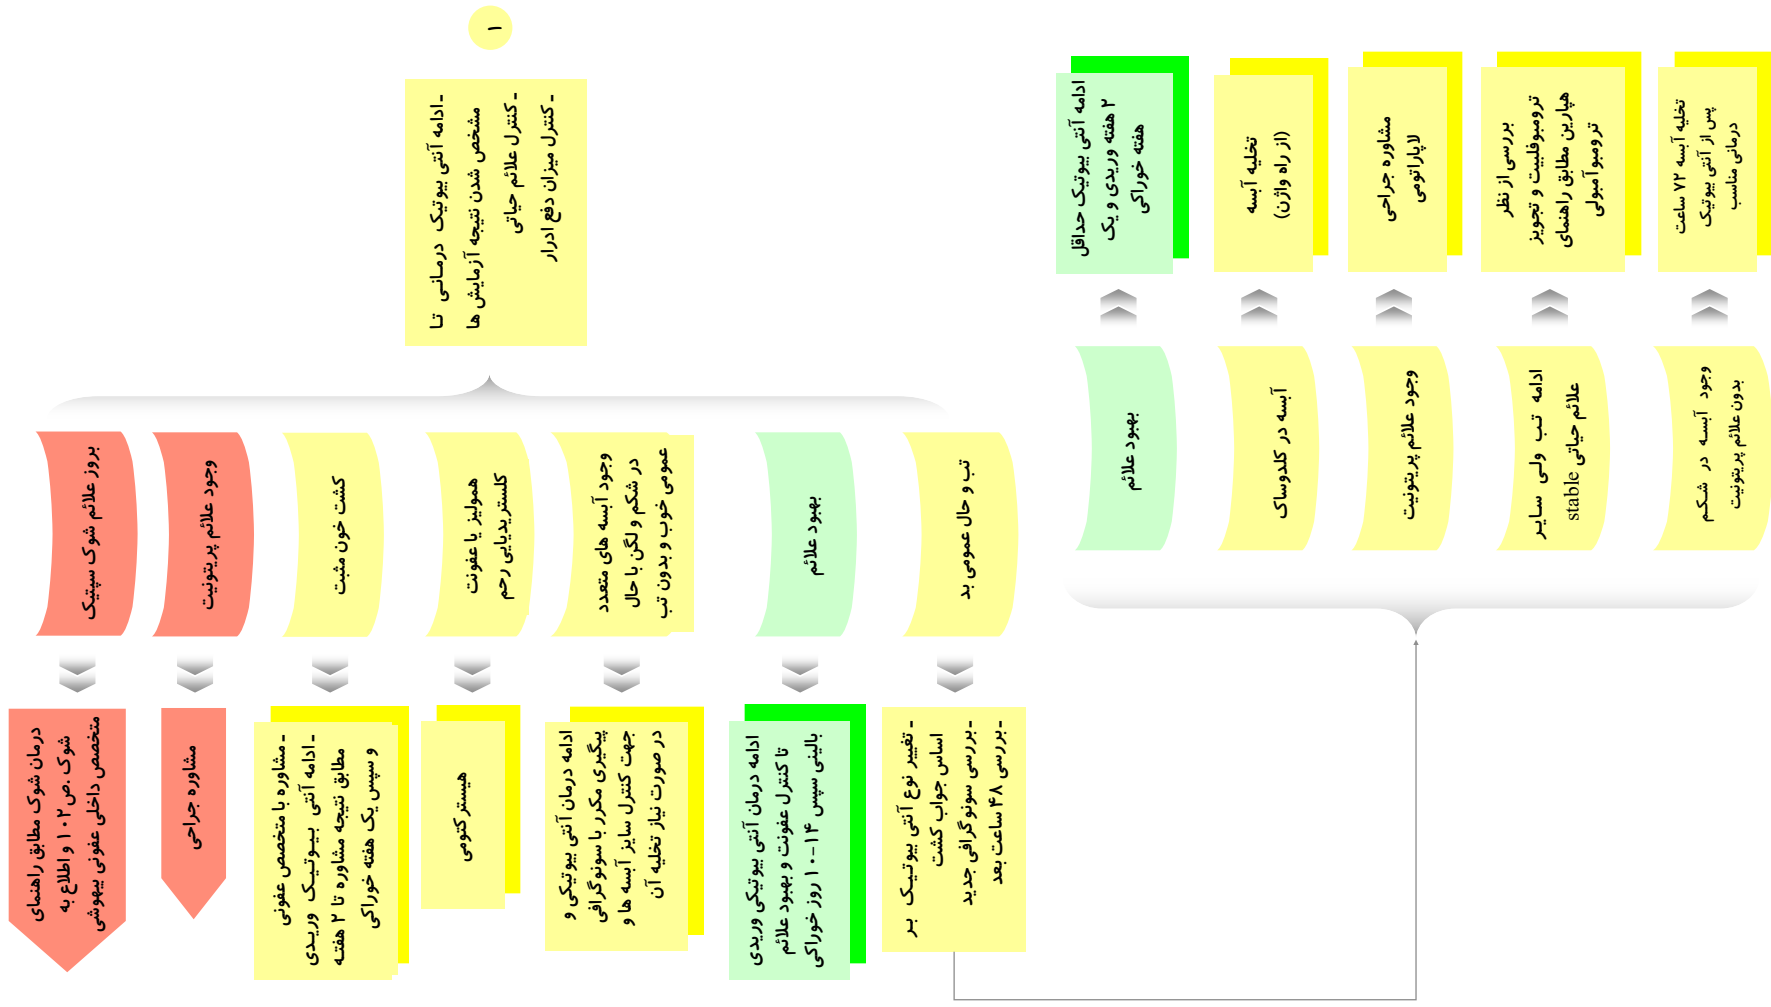 ۱
ـ ادامه آنتی بیوتیک درمانی تا
مشخص شدن نتیجه آزمایش ها
ـ کنترل علائم حیاتی
ـ کنترل میزان دفع ادرار
بروز علائم شوک سپتیک
وجود علائم پریتونیت
کشت خون مثبت
همولیز یا عفونت
کلستریدیایی رحم
وجود آبسه های متعدد
در شکم و لگن با حال
عمومی خوب و بدون تب
بهبود علائم
تب و حال عمومی بد
درمان شوک مطابق راهنمای
شوک .ص ۱۰۲ و اطلاع به
متخصص داخلی عفونی بیهوشی
مشاوره جراحی
ـ مشاوره با متخصص عفونی
ـ ادامه آنتی بیوتیک وریدی
مطابق نتیجه مشاوره تا ۲ هفته
و سپس یک هفته خوراکی
هیسترکتومی
ادامه درمان آنتی بیوتیکی و
پیگیری مکرر با سونوگرافی
جهت کنترل سایز آبسه ها و
در صورت نیاز تخلیه آن
ادامه درمان آنتی بیوتیکی وریدی
تا کنترل عفونت و بهبود علائم
بالینی سپس ۱۴-۱۰ روز خوراکی
ـ تغییر نوع آنتی بیوتیک بر
اساس جواب کشت
ـ بررسی سونوگرافی جدید
ـ بررسی ۴۸ ساعت بعد
بهبود علائم
آبسه در کلدوساک
وجود علائم پریتونیت
ادامه تب ولی سایر
علائم حیاتی stable
وجود آبسه در شکم
بدون علائم پریتونیت
ادامه آنتی بیوتیک حداقل
۲ هفته وریدی و یک
هفته خوراکی
تخلیه آبسه
(از راه واژن)
مشاوره جراحی
لاپاراتومی
بررسی از نظر
ترومبوفلبیت و تجویز
هپارین مطابق راهنمای
ترومبوآمبولی
تخلیه آبسه ۷۲ ساعت
پس از آنتی بیوتیک
درمانی مناسب